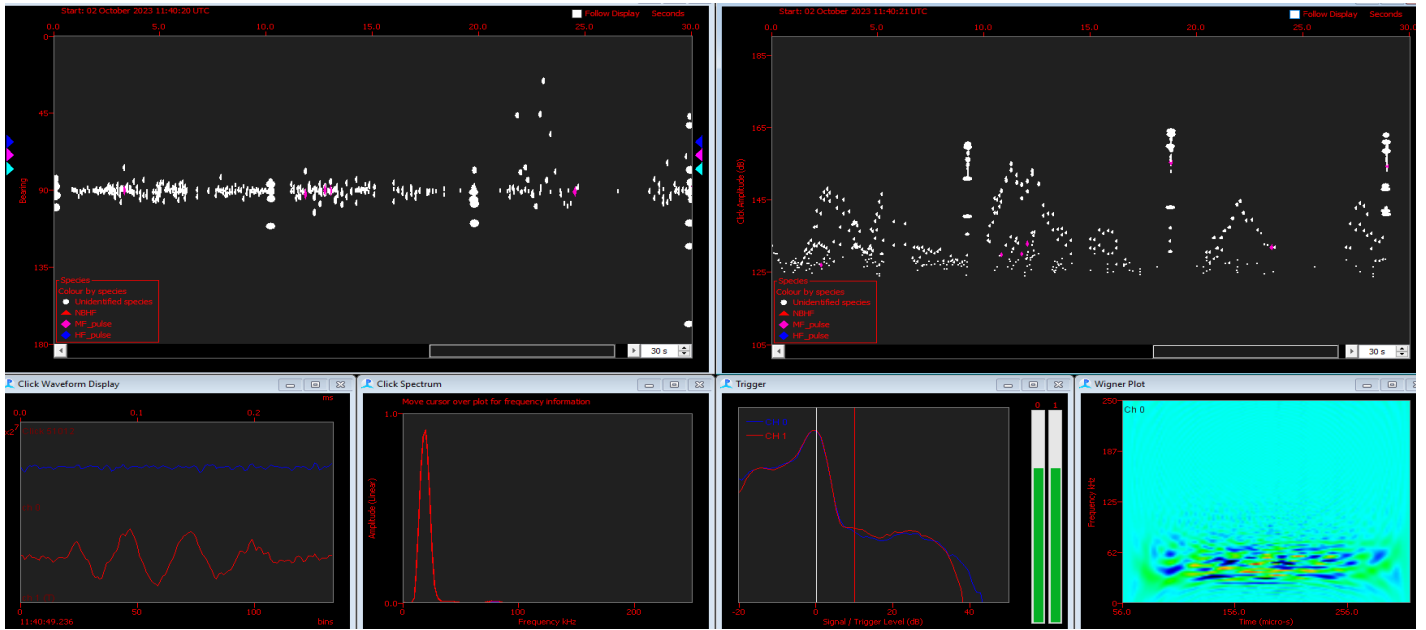 Start: 02 October 2023 11:40:20 UTC
Follow Display Seconds
0.0 5.0 10.0 15.0 20.0 25.0 30.0
0
45
90
135
180
Bearing
Species
Colour by species
Unidentified species
NBHF
MF_pulse
HF_pulse
30 s
Start: 02 October 2023 11:40:21 UTC
Follow Display Seconds
0.0 5.0 10.0 15.0 20.0 25.0 30.0
185
165
145
125
105
Click Amplitude (dB)
Species
Colour by species
Unidentified species
NBHF
MF_pulse
HF_pulse
30 s
Click Waveform Display
ms
0.0 0.1 0.2
0 50 100
11:40:49.236 bins
Click Spectrum
Move cursor over plot for frequency information
1.0
0.0
Amplitude (Linear)
0 100 200
Frequency kHz
Trigger
CH 0
CH 1
0 1
-20 0 20 40
Signal / Trigger Level (dB)
Wigner Plot
Ch 0
250
187
125
62
0
Frequency kHz
56.0 156.0 256.0
Time (micro-s)